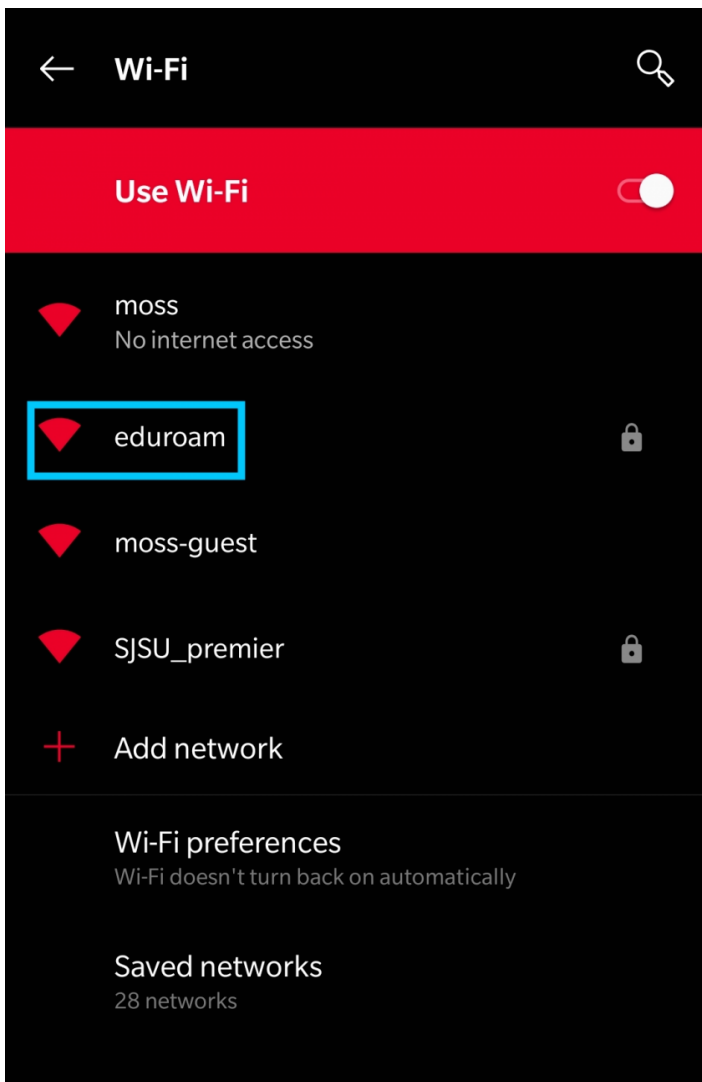 Wi-Fi
Use Wi-Fi
moss
No internet access
eduroam
moss-guest
SJSU_premier
Add network
Wi-Fi preferences
Wi-Fi doesn't turn back on automatically
Saved networks
28 networks